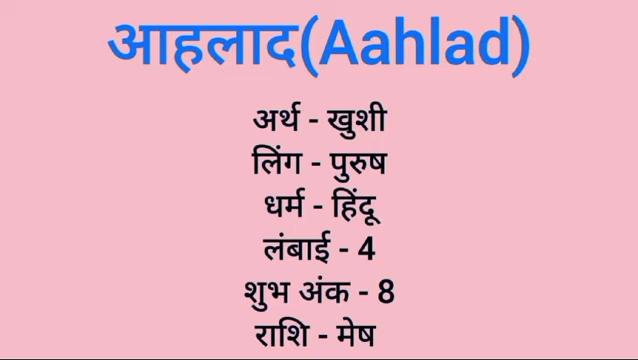 आहलाद(Aahlad)
अर्थ - खुशी
लिंग - पुरुष
धर्म - हिंदू
लंबाई - 4
शुभ अंक - 8
राशि - मेष